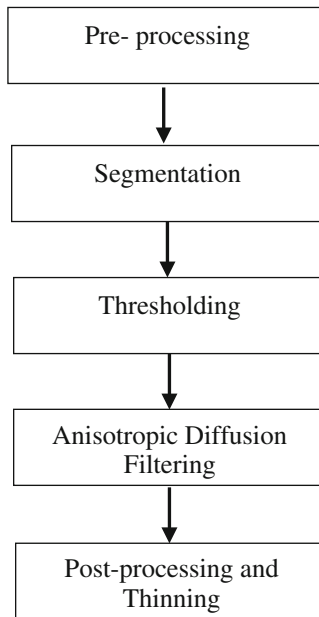 Pre- processing
Segmentation
Thresholding
Anisotropic Diffusion
Filtering
Post-processing and
Thinning